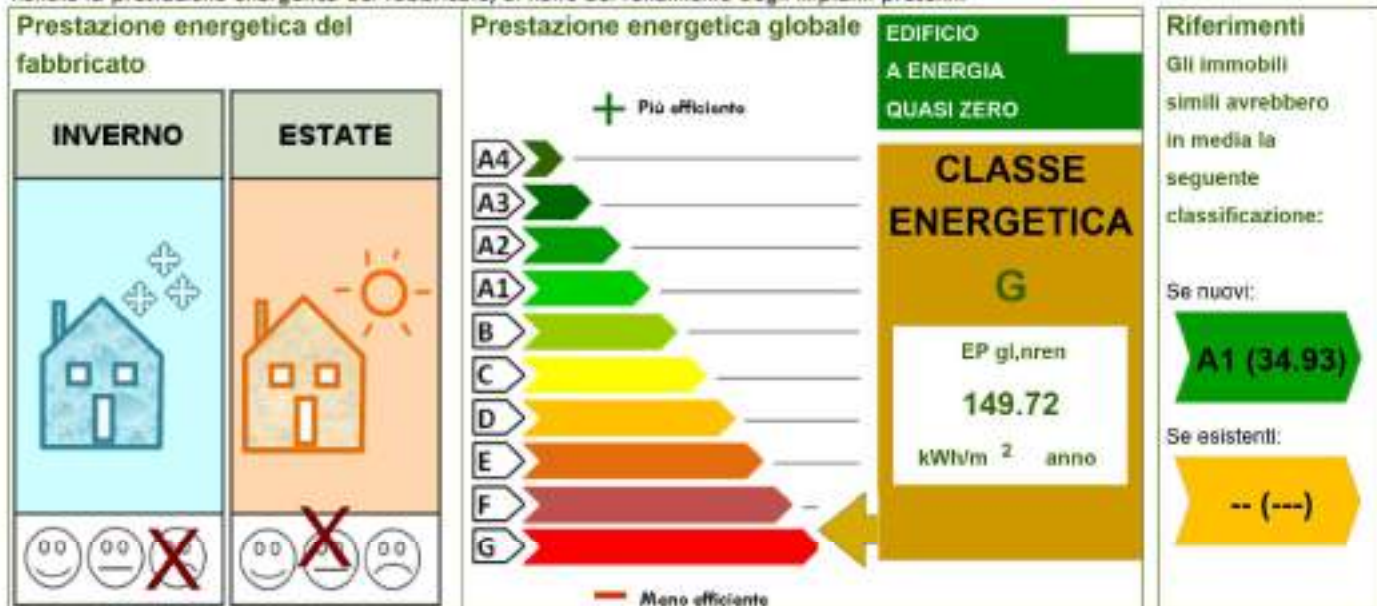 Prestazione energetica del
fabbricato
INVERNO
ESTATE
Prestazione energetica globale
+ Più efficiente
A4
A3
A2
A1
B
C
D
E
F
G
Meno efficiente
EDIFICIO
A ENERGIA
QUASI ZERO
CLASSE
ENERGETICA
G
EP gl,nren
149.72
kWh/m 2 anno
Riferimenti
Gli immobili
simili avrebbero
in media la
seguente
classificazione:
Se nuovi:
A1 (34.93)
Se esistenti:
-- (---)